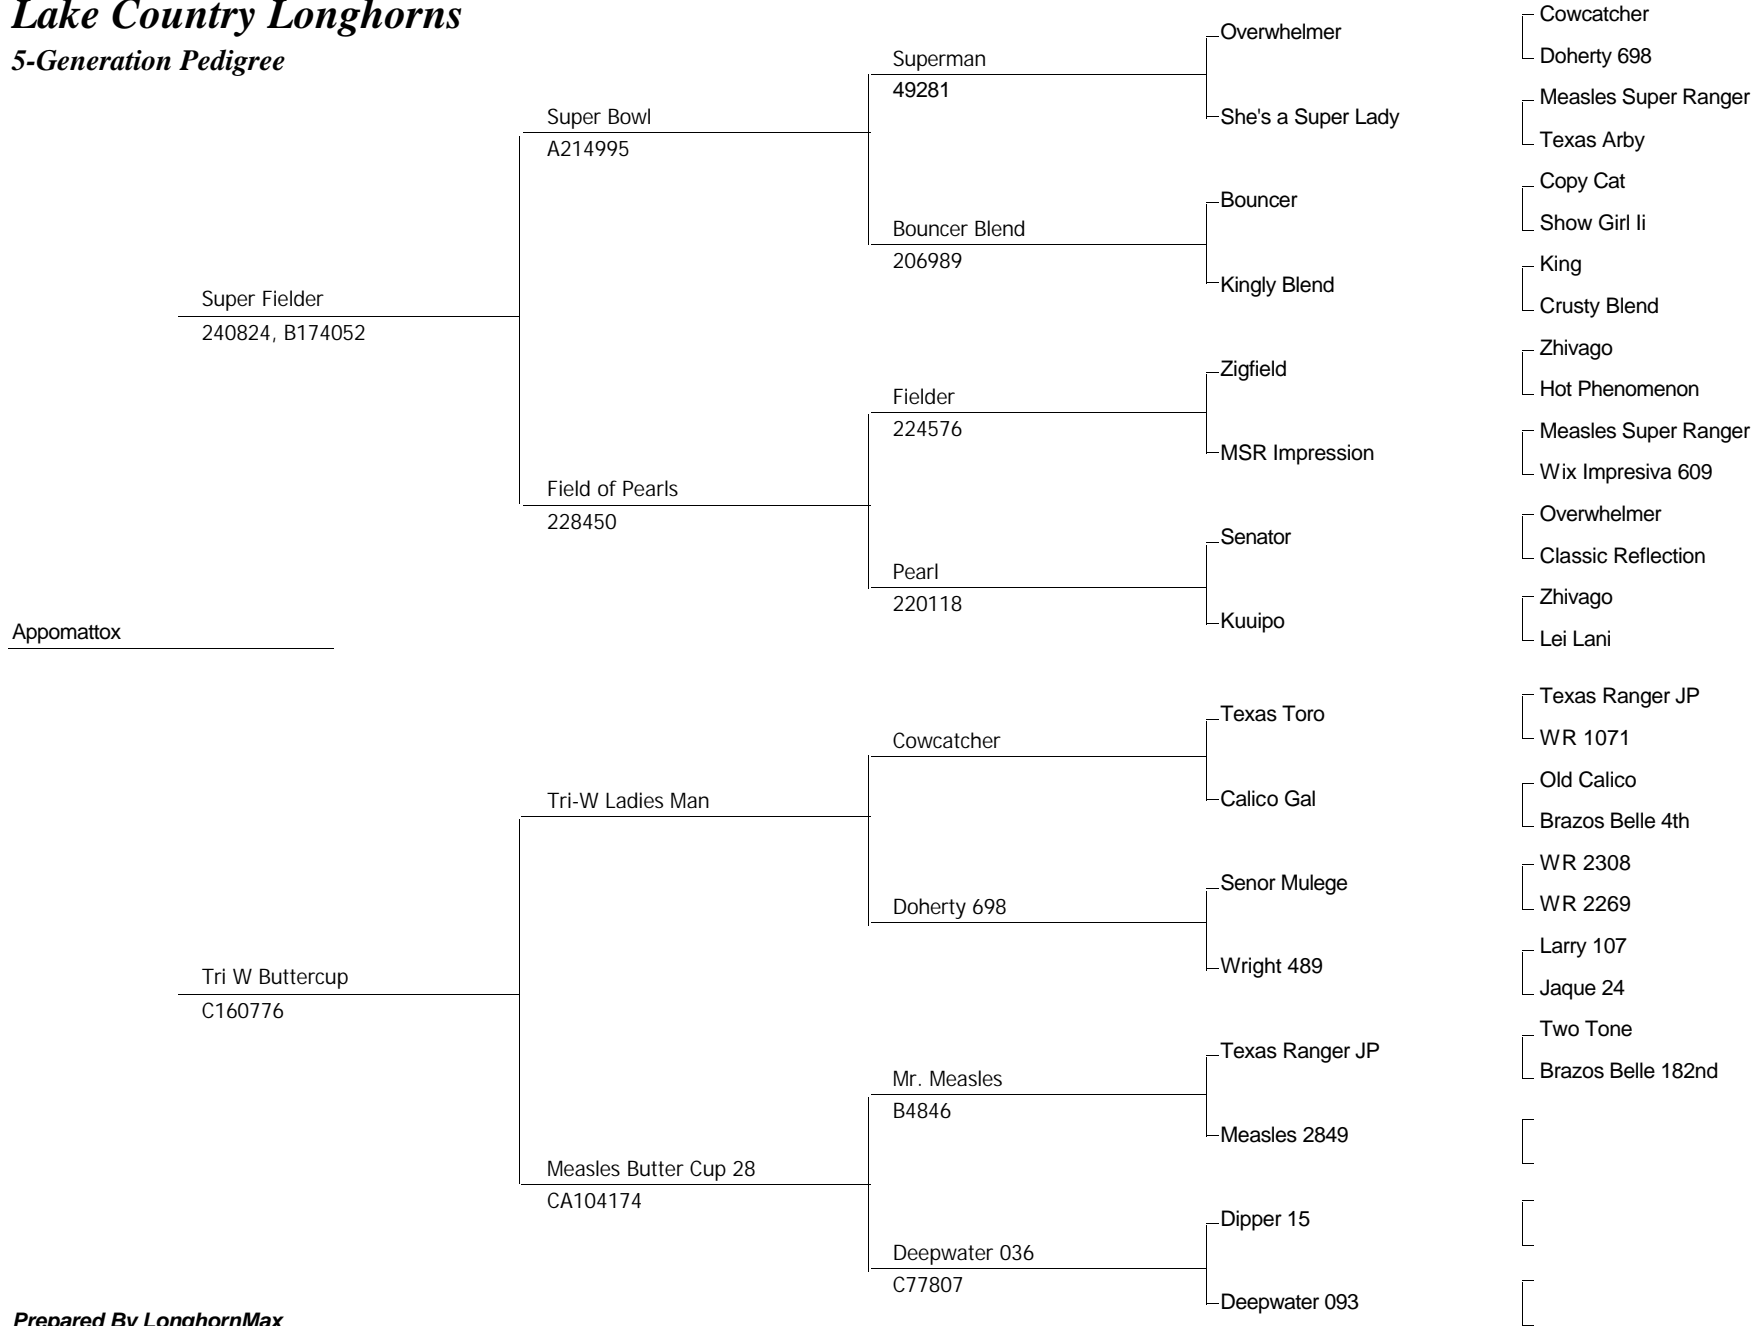 Lake Country Longhorns
5-Generation Pedigree
Appomattox
Super Fielder
240824, B174052
Tri W Buttercup
C160776
Super Bowl
A214995
Field of Pearls
228450
Tri-W Ladies Man
Measles Butter Cup 28
CA104174
Superman
49281
Bouncer Blend
206989
Fielder
224576
Pearl
220118
Cowcatcher
Doherty 698
Mr. Measles
B4846
Deepwater 036
C77807
Overwhelmer
She's a Super Lady
Bouncer
Kingly Blend
Zigfield
MSR Impression
Senator
Kuuipo
Texas Toro
Calico Gal
Senor Mulege
Wright 489
Texas Ranger JP
Measles 2849
Dipper 15
Deepwater 093
Cowcatcher
Doherty 698
Measles Super Ranger
Texas Arby
Copy Cat
Show Girl Ii
King
Crusty Blend
Zhivago
Hot Phenomenon
Measles Super Ranger
Wix Impresiva 609
Overwhelmer
Classic Reflection
Zhivago
Lei Lani
Texas Ranger JP
WR 1071
Old Calico
Brazos Belle 4th
WR 2308
WR 2269
Larry 107
Jaque 24
Two Tone
Brazos Belle 182nd
Prepared By LonghornMax